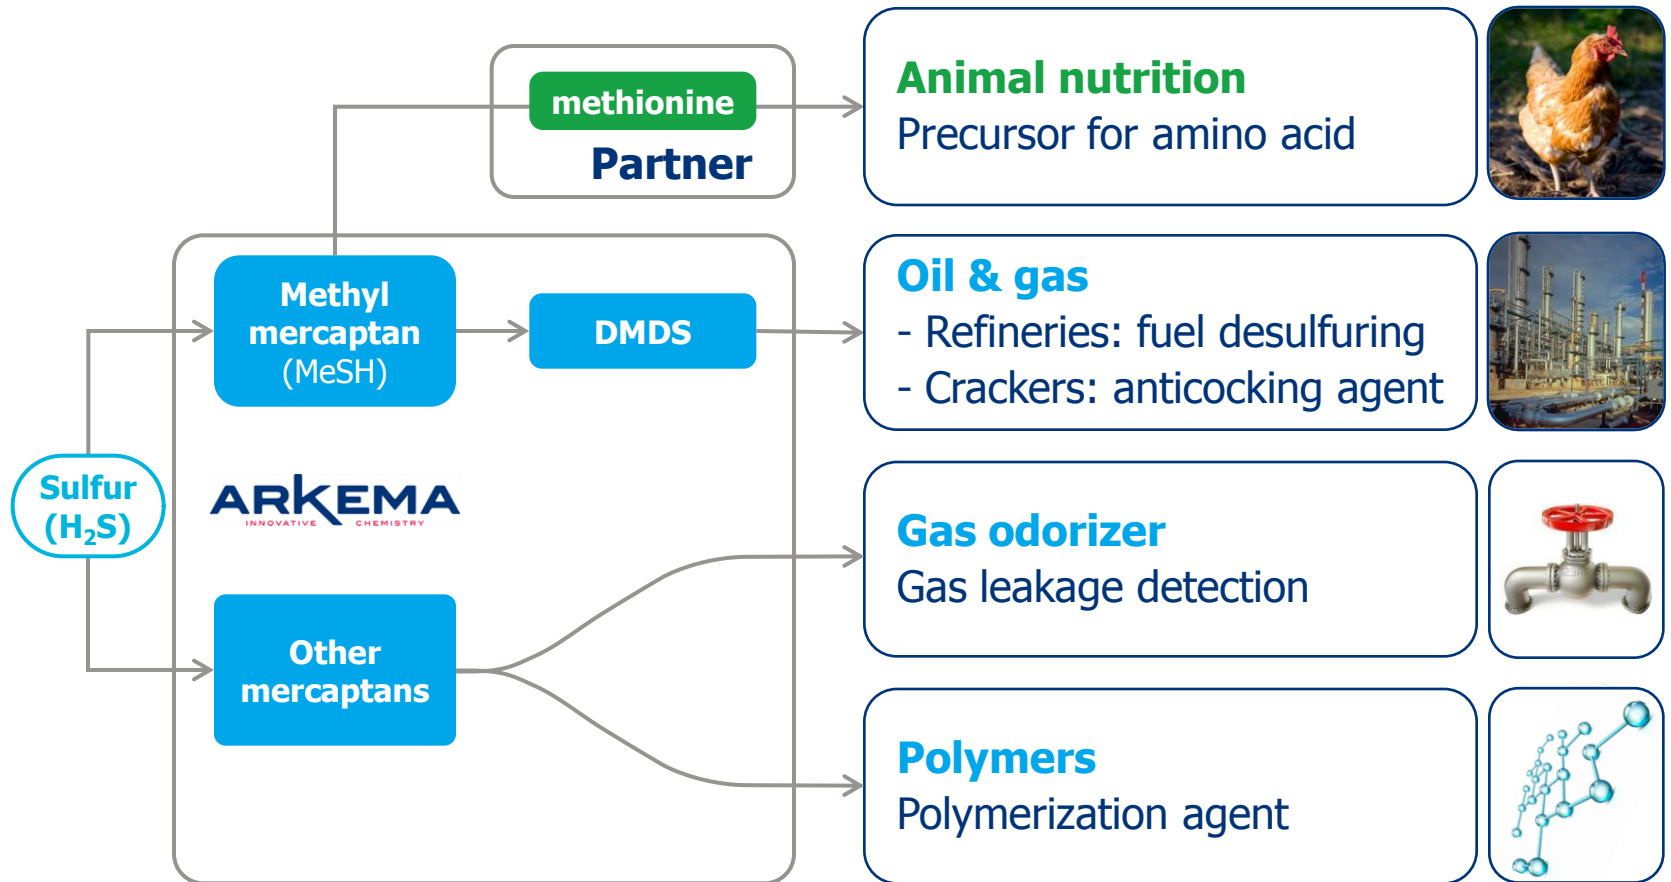 methionine
Partner
Animal nutrition
Precursor for amino acid
Methyl
mercaptan
(MeSH)
DMDS
Oil & gas
- Refineries: fuel desulfuring
- Crackers: anticocking agent
Sulfur
(H₂S)
ARKEMA
INNOVATIVE CHEMISTRY
Gas odorizer
Gas leakage detection
Other
mercaptans
Polymers
Polymerization agent